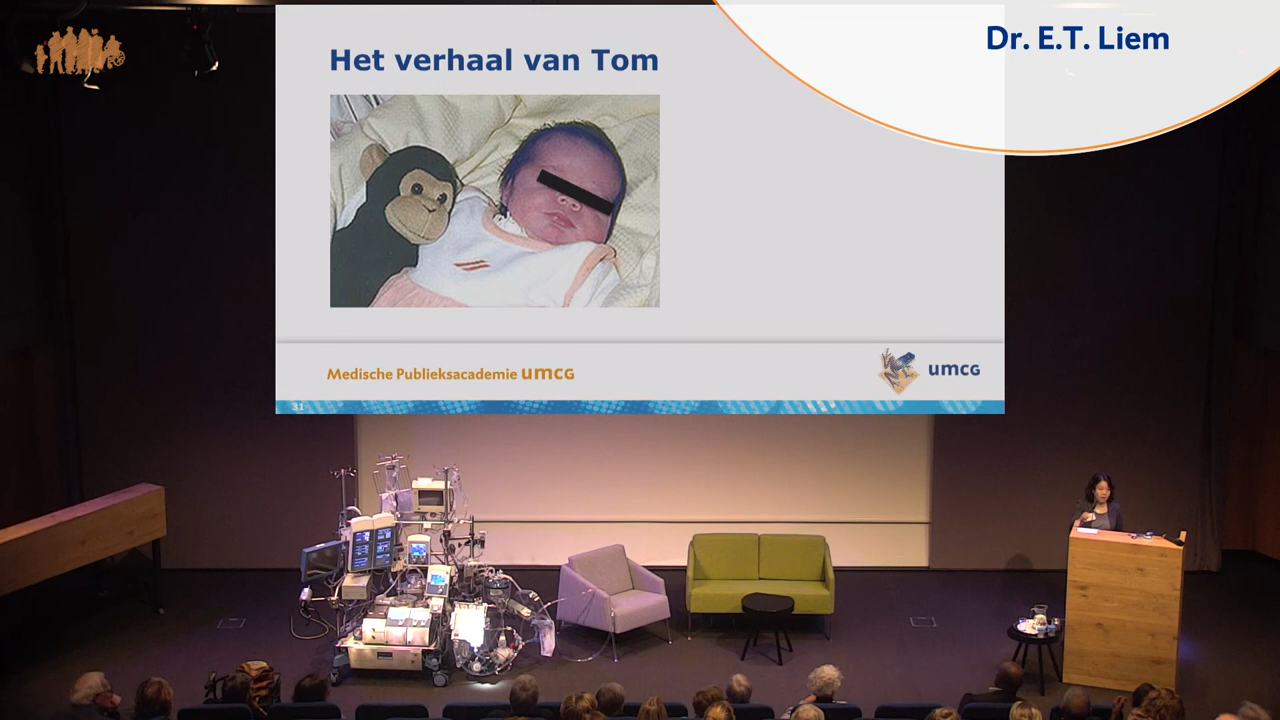 Dr. E.T. Liem
Het verhaal van Tom
Medische Publieksacademie umcg
umcg
31